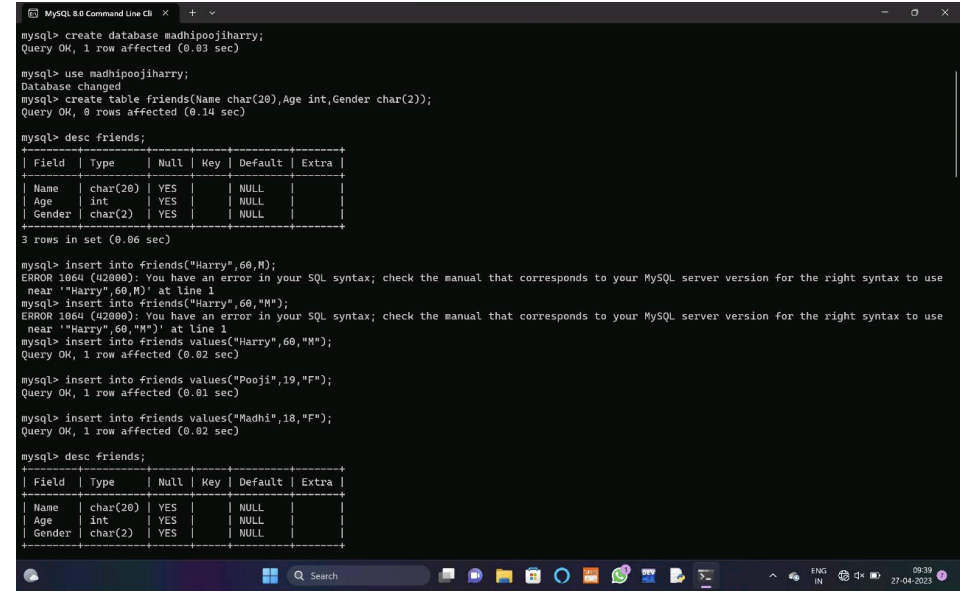 MySQL 8.0 Command Line Cli
mysql> create database madhipoojiharry;
Query OK, 1 row affected (0.03 sec)
mysql> use madhipoojiharry;
Database changed
mysql> create table friends(Name char(20),Age int,Gender char(2));
Query OK, 0 rows affected (0.14 sec)
mysql> desc friends;
+--------+----------+------+-----+---------+-------+
| Field  | Type     | Null | Key | Default | Extra |
+--------+----------+------+-----+---------+-------+
| Name   | char(20) | YES  |     | NULL    |       |
| Age    | int      | YES  |     | NULL    |       |
| Gender | char(2)  | YES  |     | NULL    |       |
+--------+----------+------+-----+---------+-------+
3 rows in set (0.06 sec)
mysql> insert into friends("Harry",60,M);
ERROR 1064 (42000): You have an error in your SQL syntax; check the manual that corresponds to your MySQL server version for the right syntax to use
 near '"Harry",60,M)' at line 1
mysql> insert into friends("Harry",60,"M");
ERROR 1064 (42000): You have an error in your SQL syntax; check the manual that corresponds to your MySQL server version for the right syntax to use
 near '"Harry",60,"M")' at line 1
mysql> insert into friends values("Harry",60,"M");
Query OK, 1 row affected (0.02 sec)
mysql> insert into friends values("Pooji",19,"F");
Query OK, 1 row affected (0.01 sec)
mysql> insert into friends values("Madhi",18,"F");
Query OK, 1 row affected (0.02 sec)
mysql> desc friends;
+--------+----------+------+-----+---------+-------+
| Field  | Type     | Null | Key | Default | Extra |
+--------+----------+------+-----+---------+-------+
| Name   | char(20) | YES  |     | NULL    |       |
| Age    | int      | YES  |     | NULL    |       |
| Gender | char(2)  | YES  |     | NULL    |       |
+--------+----------+------+-----+---------+-------+
Search
DEV
ENG
IN
09:39
27-04-2023